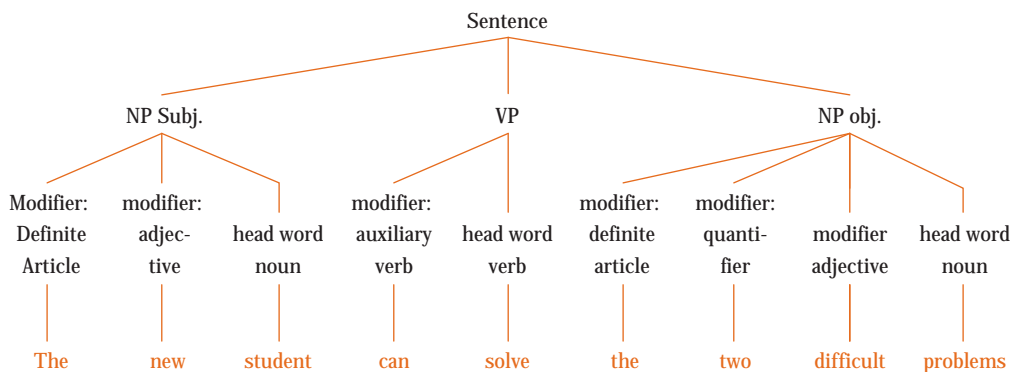 Sentence
NP Subj. VP NP obj.
Modifier: modifier: modifier: modifier: modifier:
Definite adjec- head word auxiliary head word definite quanti- modifier head word
Article tive noun verb verb article fier adjective noun
The new student can solve the two difficult problems